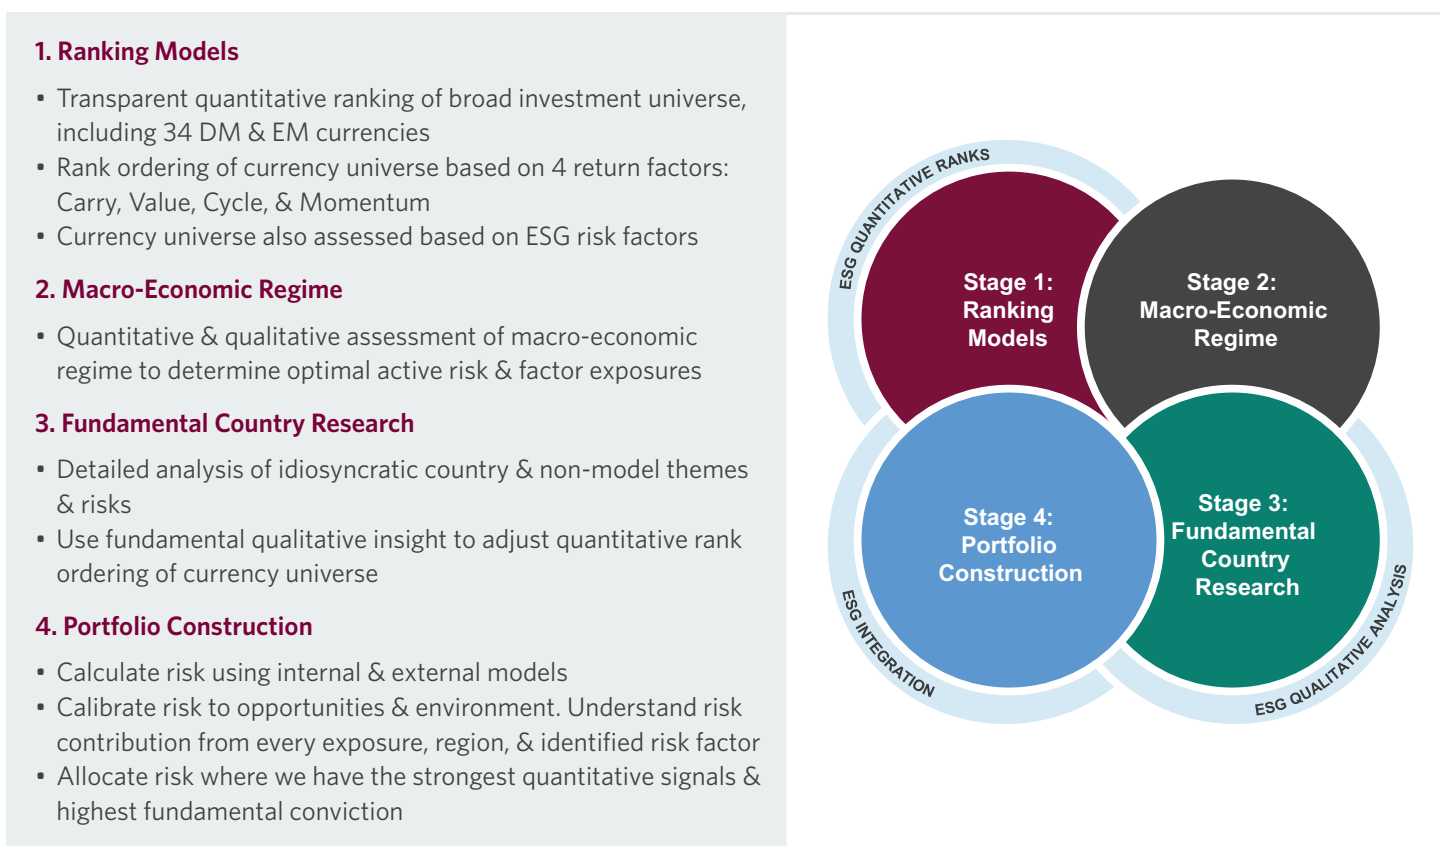 1. Ranking Models
• Transparent quantitative ranking of broad investment universe,
including 34 DM & EM currencies
• Rank ordering of currency universe based on 4 return factors:
Carry, Value, Cycle, & Momentum
• Currency universe also assessed based on ESG risk factors
2. Macro-Economic Regime
• Quantitative & qualitative assessment of macro-economic
regime to determine optimal active risk & factor exposures
3. Fundamental Country Research
• Detailed analysis of idiosyncratic country & non-model themes
& risks
• Use fundamental qualitative insight to adjust quantitative rank
ordering of currency universe
4. Portfolio Construction
• Calculate risk using internal & external models
• Calibrate risk to opportunities & environment. Understand risk
contribution from every exposure, region, & identified risk factor
• Allocate risk where we have the strongest quantitative signals &
highest fundamental conviction
ESG QUANTITATIVE RANKS
Stage 1:
Ranking
Models
Stage 2:
Macro-Economic
Regime
Stage 3:
Fundamental
Country
Research
ESG QUALITATIVE ANALYSIS
Stage 4:
Portfolio
Construction
ESG INTEGRATION